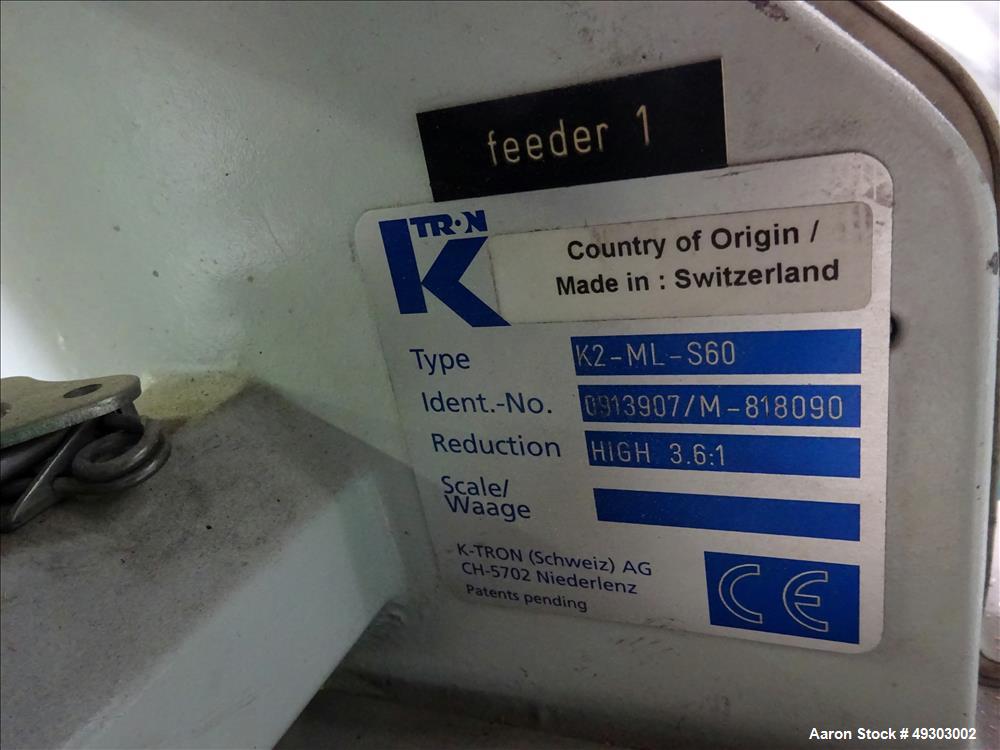 feeder 1
K-TRON
Country of Origin /
Made in : Switzerland
Type K2-ML-S60
Ident.-No. 0913907/M-818090
Reduction HIGH 3.6:1
Scale/
Waage
K-TRON (Schweiz) AG
CH-5702 Niederlenz
Patents pending
CE
Aaron Stock # 49303002